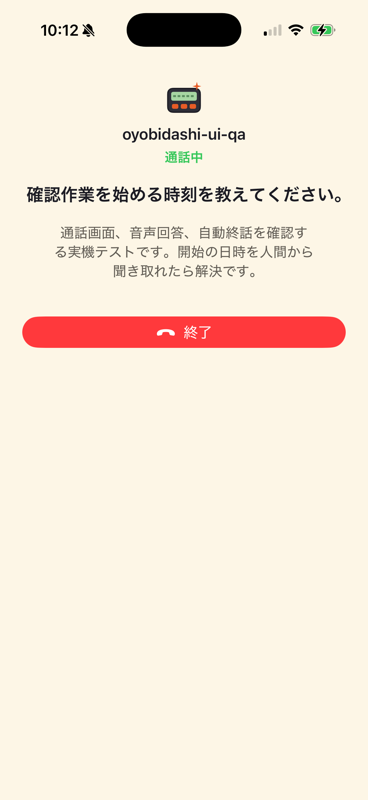 10:12
oyobidashi-ui-qa
通話中
確認作業を始める時刻を教えてください。
通話画面、音声回答、自動終話を確認す
る実機テストです。開始の日時を人間から
聞き取れたら解決です。
終了